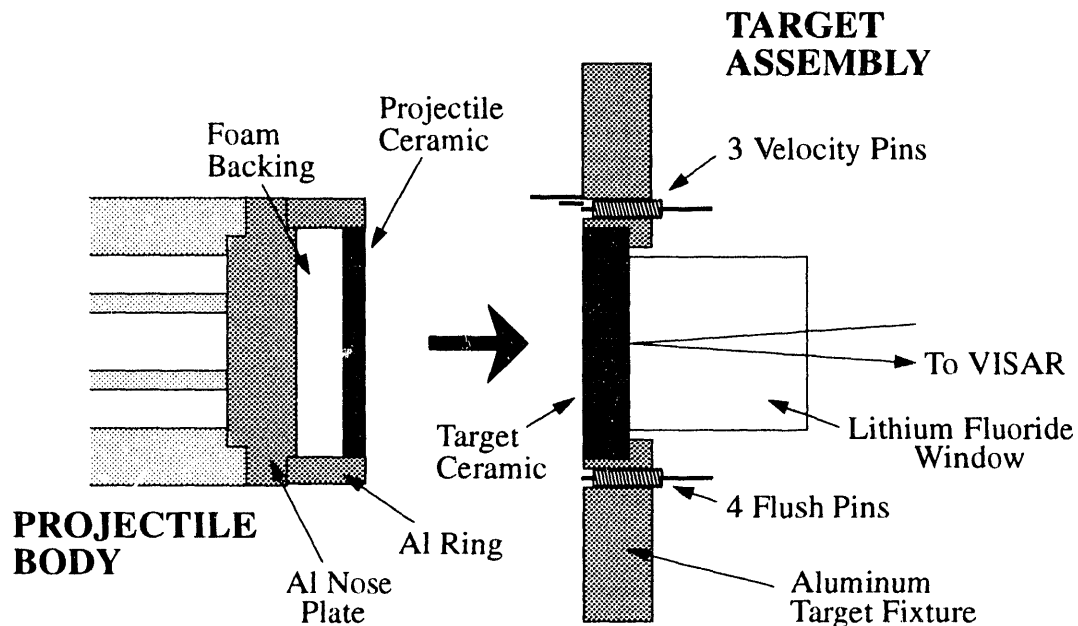 TARGET
ASSEMBLY
Projectile
Ceramic
Foam
Backing
3 Velocity Pins
To VISAR
Target
Ceramic
Lithium Fluoride
Window
4 Flush Pins
PROJECTILE
BODY
Al Ring
Al Nose
Plate
Aluminum
Target Fixture